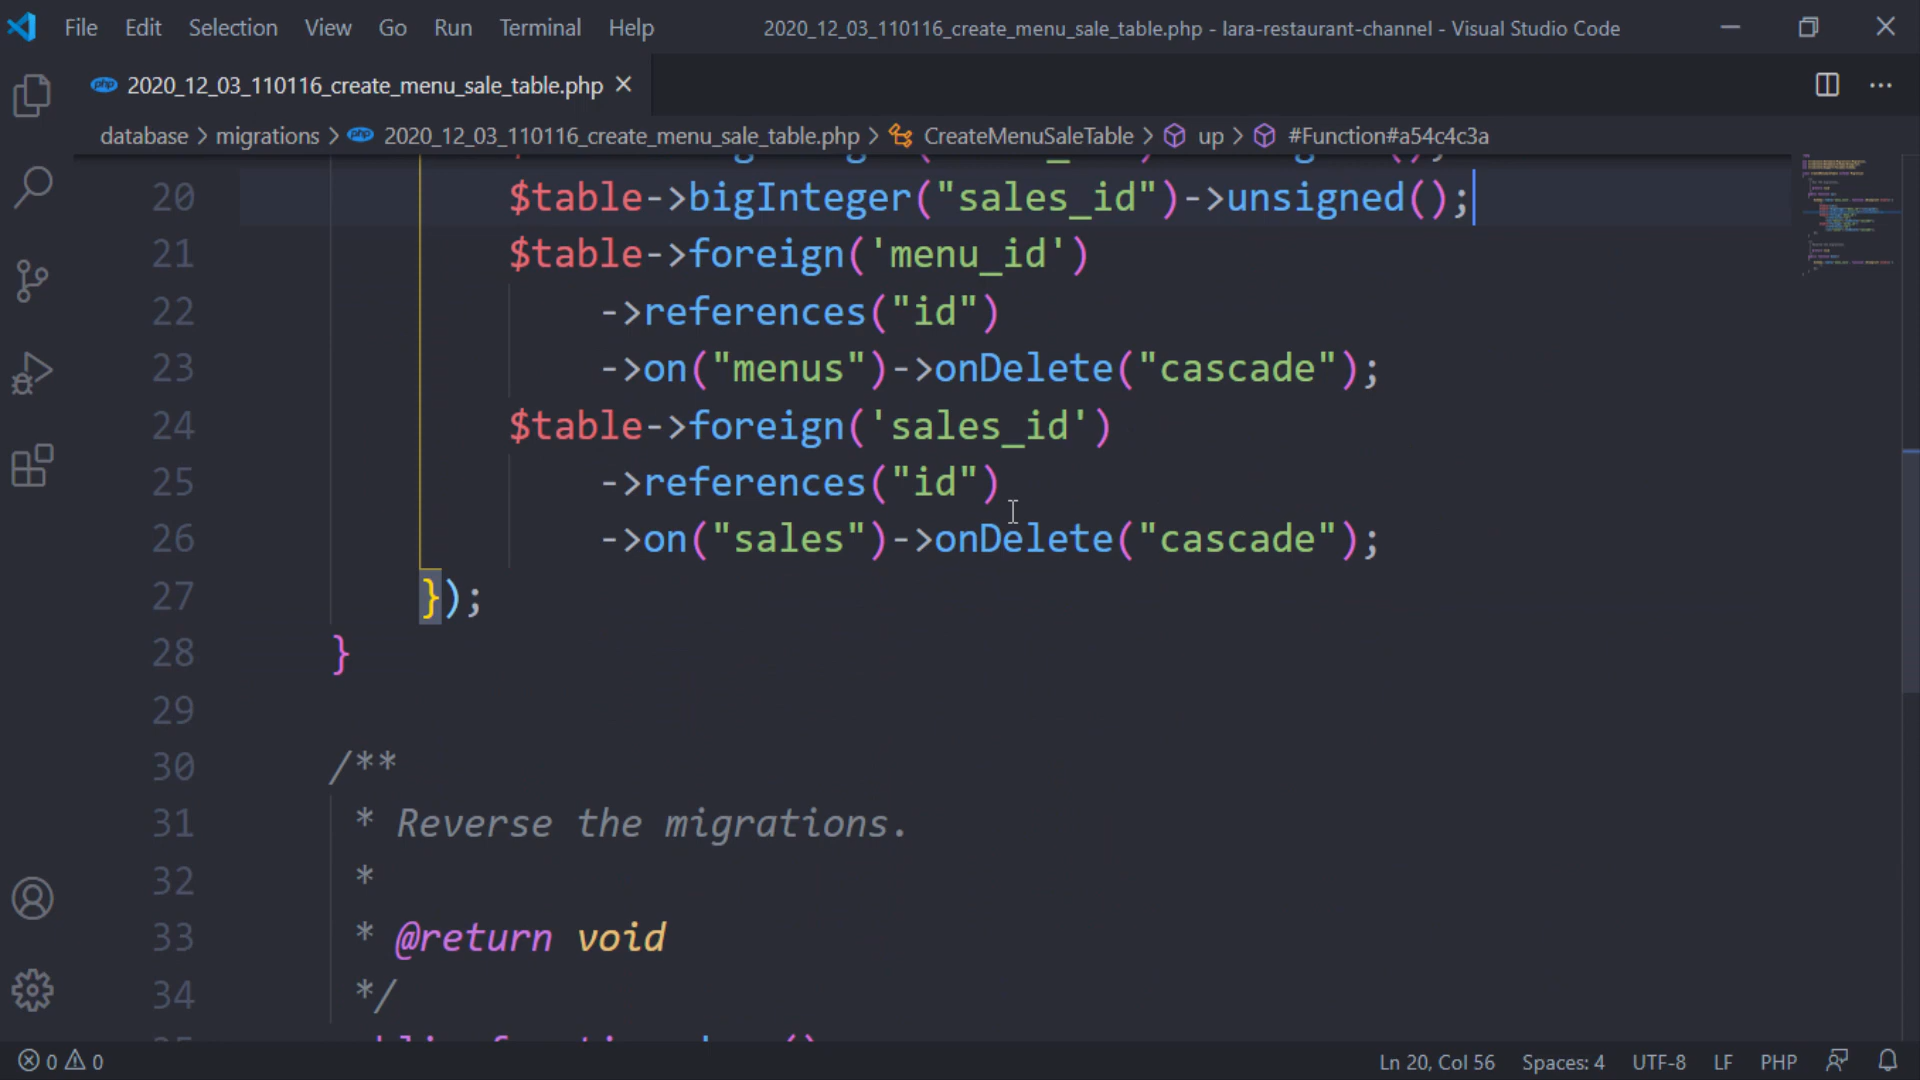 File Edit Selection View Go Run Terminal Help 2020_12_03_110116_create_menu_sale_table.php - lara-restaurant-channel - Visual Studio Code
php 2020_12_03_110116_create_menu_sale_table.php
database > migrations > php 2020_12_03_110116_create_menu_sale_table.php > CreateMenuSaleTable > up > #Function#a54c4c3a
20 $table->bigInteger("sales_id")->unsigned();
21 $table->foreign('menu_id')
22 ->references("id")
23 ->on("menus")->onDelete("cascade");
24 $table->foreign('sales_id')
25 ->references("id")
26 ->on("sales")->onDelete("cascade");
27 });
28 }
29
30 /**
31 * Reverse the migrations.
32 *
33 * @return void
34 */
0 0 Ln 20, Col 56 Spaces: 4 UTF-8 LF PHP